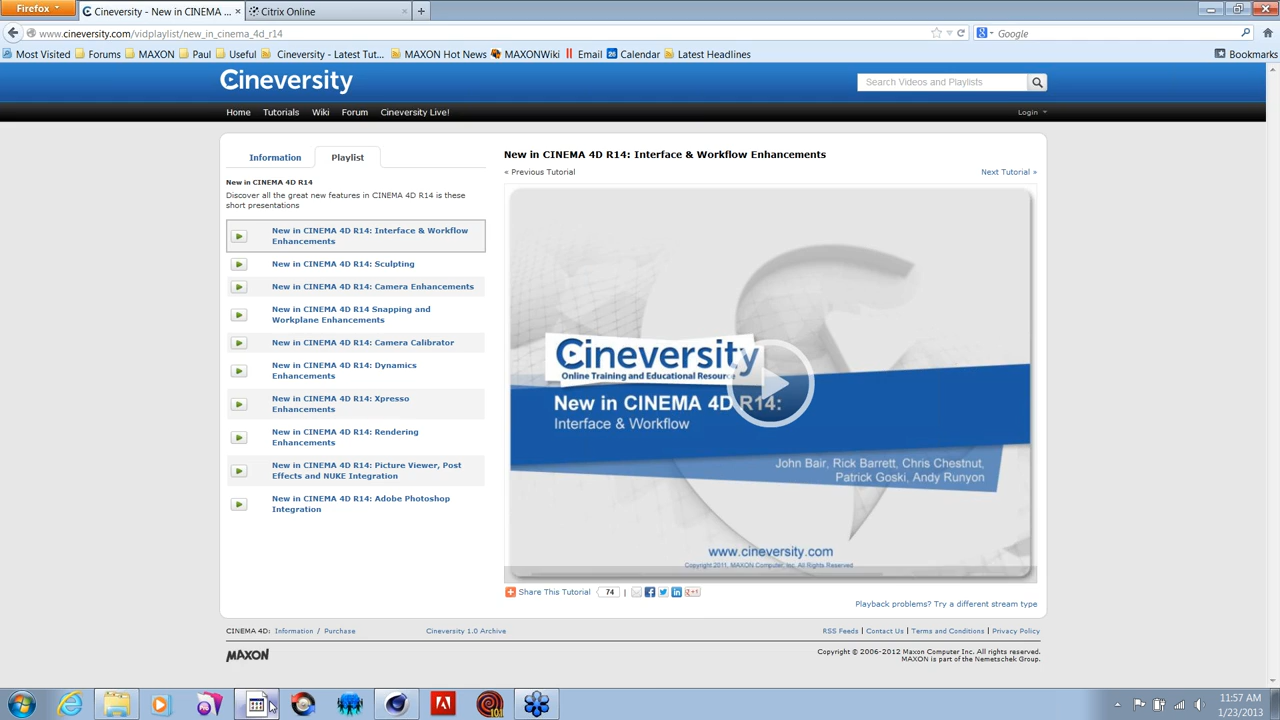 Firefox
Cineversity - New in CINEMA ...
Citrix Online
www.cineversity.com/vidplaylist/new_in_cinema_4d_r14
Google
Most Visited
Forums
MAXON
Paul
Useful
Cineversity - Latest Tut...
MAXON Hot News
MAXONWiki
Email
26
Calendar
Latest Headlines
Bookmarks
Cineversity
Search Videos and Playlists
Home
Tutorials
Wiki
Forum
Cineversity Live!
Login
Information
Playlist
New in CINEMA 4D R14
Discover all the great new features in CINEMA 4D R14 is these
short presentations
New in CINEMA 4D R14: Interface & Workflow
Enhancements
New in CINEMA 4D R14: Sculpting
New in CINEMA 4D R14: Camera Enhancements
New in CINEMA 4D R14 Snapping and
Workplane Enhancements
New in CINEMA 4D R14: Camera Calibrator
New in CINEMA 4D R14: Dynamics
Enhancements
New in CINEMA 4D R14: Xpresso
Enhancements
New in CINEMA 4D R14: Rendering
Enhancements
New in CINEMA 4D R14: Picture Viewer, Post
Effects and NUKE Integration
New in CINEMA 4D R14: Adobe Photoshop
Integration
New in CINEMA 4D R14: Interface & Workflow Enhancements
« Previous Tutorial
Next Tutorial »
Cineversity
Online Training and Educational Resource
New in CINEMA 4D R14:
Interface & Workflow
John Bair, Rick Barrett, Chris Chestnut,
Patrick Goski, Andy Runyon
www.cineversity.com
Copyright 2011, MAXON Computer, Inc. All Rights Reserved
Share This Tutorial
74
Playback problems? Try a different stream type
CINEMA 4D: Information / Purchase
Cineversity 1.0 Archive
RSS Feeds | Contact Us | Terms and Conditions | Privacy Policy
MAXON
Copyright © 2006-2012 Maxon Computer Inc. All rights reserved.
MAXON is part of the Nemetschek Group.
11:57 AM
1/23/2013